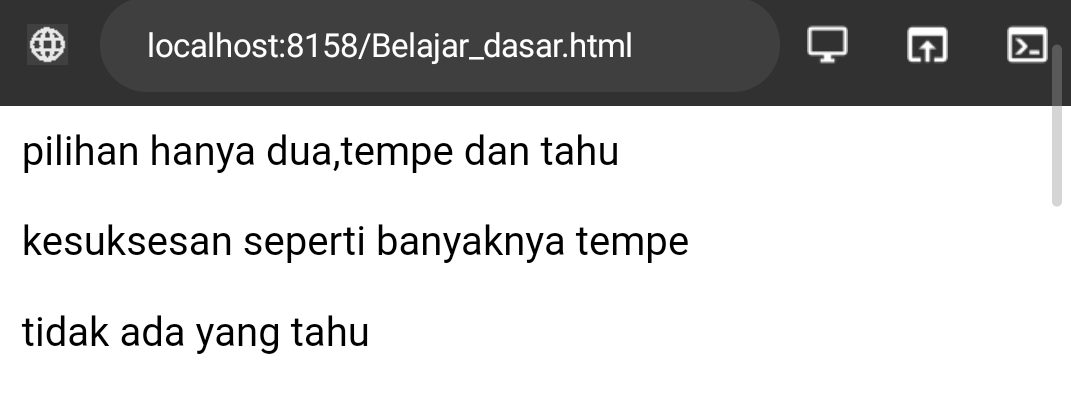 localhost:8158/Belajar_dasar.html
pilihan hanya dua,tempe dan tahu
kesuksesan seperti banyaknya tempe
tidak ada yang tahu